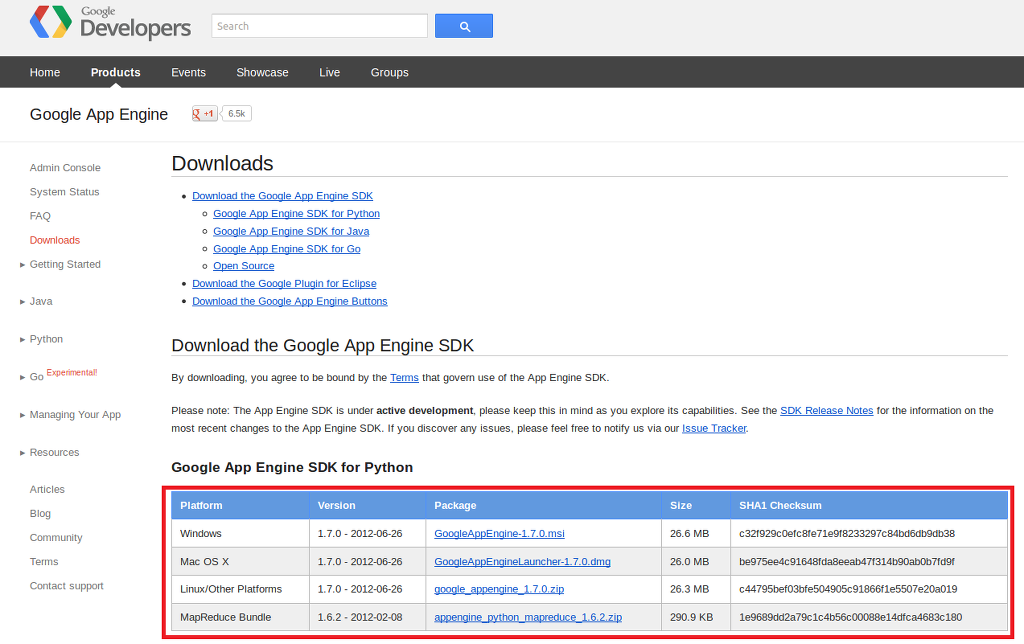 Google
Developers
Search
Home Products Events Showcase Live Groups
Google App Engine +1 6.5k
Admin Console
System Status
FAQ
Downloads
Getting Started
Java
Python
Go Experimental!
Managing Your App
Resources
Articles
Blog
Community
Terms
Contact support
Downloads
Download the Google App Engine SDK
Google App Engine SDK for Python
Google App Engine SDK for Java
Google App Engine SDK for Go
Open Source
Download the Google Plugin for Eclipse
Download the Google App Engine Buttons
Download the Google App Engine SDK
By downloading, you agree to be bound by the Terms that govern use of the App Engine SDK.
Please note: The App Engine SDK is under active development, please keep this in mind as you explore its capabilities. See the SDK Release Notes for the information on the
most recent changes to the App Engine SDK. If you discover any issues, please feel free to notify us via our Issue Tracker.
Google App Engine SDK for Python
Platform Version Package Size SHA1 Checksum
Windows 1.7.0 - 2012-06-26 GoogleAppEngine-1.7.0.msi 26.6 MB c32f929c0efc8fe71e9f8233297c84bd6db9db38
Mac OS X 1.7.0 - 2012-06-26 GoogleAppEngineLauncher-1.7.0.dmg 26.0 MB be975ee4c91648fda8eeab47f314b90ab0b7fd9f
Linux/Other Platforms 1.7.0 - 2012-06-26 google_appengine_1.7.0.zip 26.3 MB c44795bef03bfe504905c91866f1e5507e20a019
MapReduce Bundle 1.6.2 - 2012-02-08 appengine_python_mapreduce_1.6.2.zip 290.9 KB 1e9689dd2a79c1c4b56c00088e14dfca4683c180